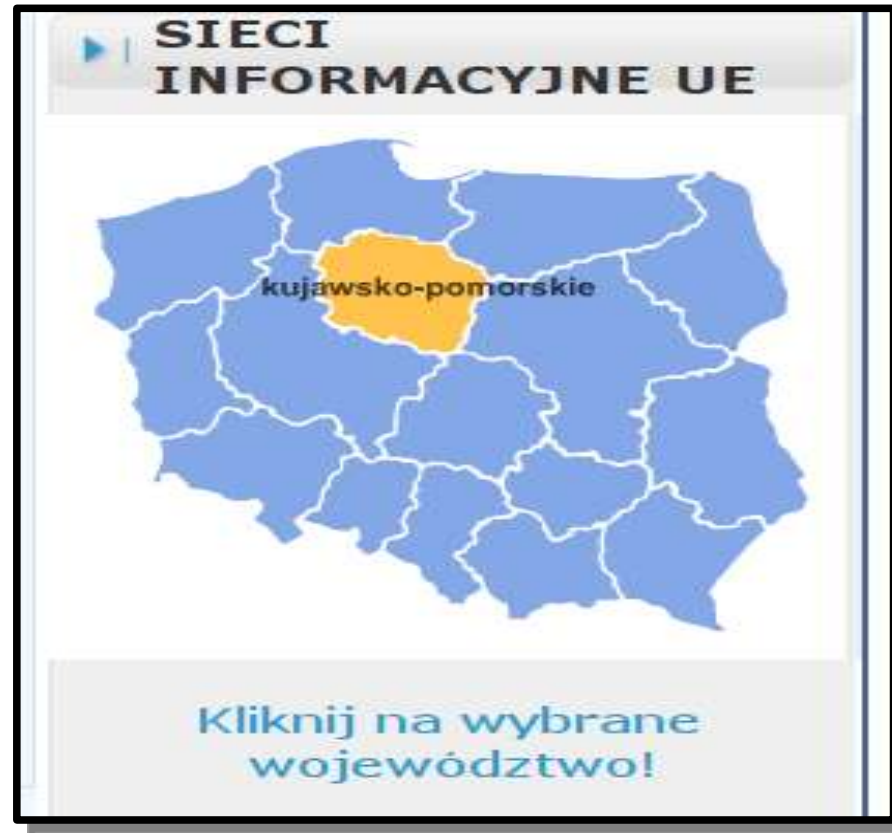 SIECI
INFORMACYJNE UE
kujawsko-pomorskie
Kliknij na wybrane
województwo!